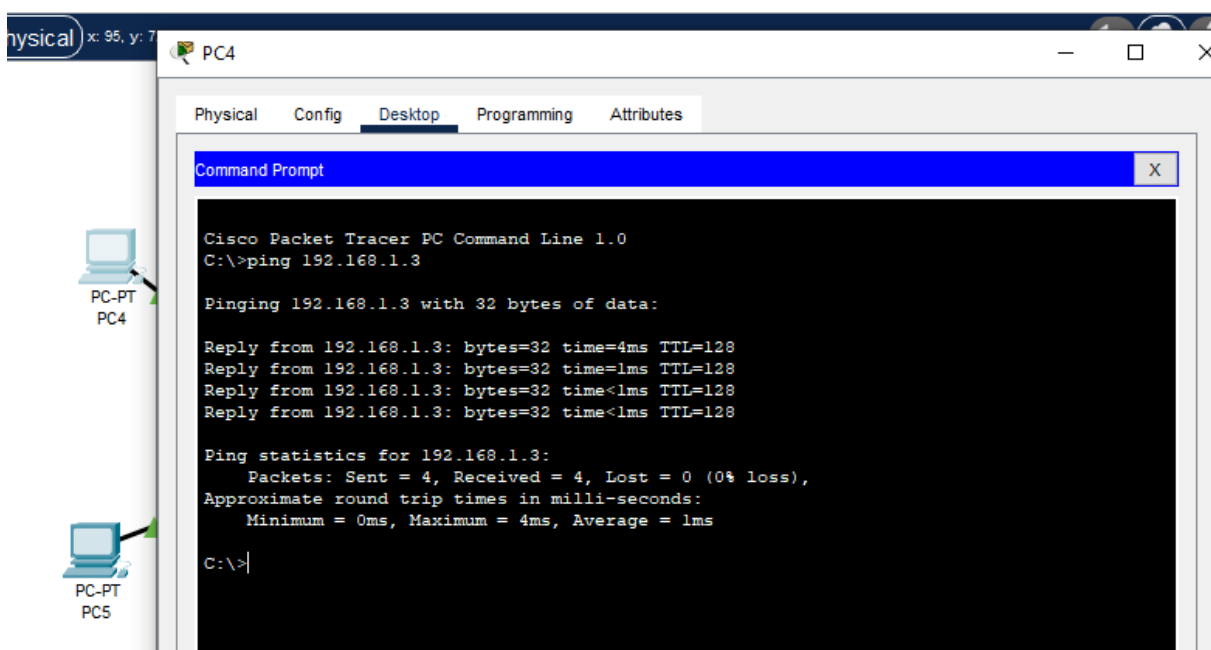 hysical x: 95, y: 7
PC4
Physical Config Desktop Programming Attributes
Command Prompt X
Cisco Packet Tracer PC Command Line 1.0
C:\>ping 192.168.1.3
Pinging 192.168.1.3 with 32 bytes of data:
Reply from 192.168.1.3: bytes=32 time=4ms TTL=128
Reply from 192.168.1.3: bytes=32 time=1ms TTL=128
Reply from 192.168.1.3: bytes=32 time<1ms TTL=128
Reply from 192.168.1.3: bytes=32 time<1ms TTL=128
Ping statistics for 192.168.1.3:
Packets: Sent = 4, Received = 4, Lost = 0 (0% loss),
Approximate round trip times in milli-seconds:
Minimum = 0ms, Maximum = 4ms, Average = 1ms
C:\>
PC-PT
PC4
PC-PT
PC5